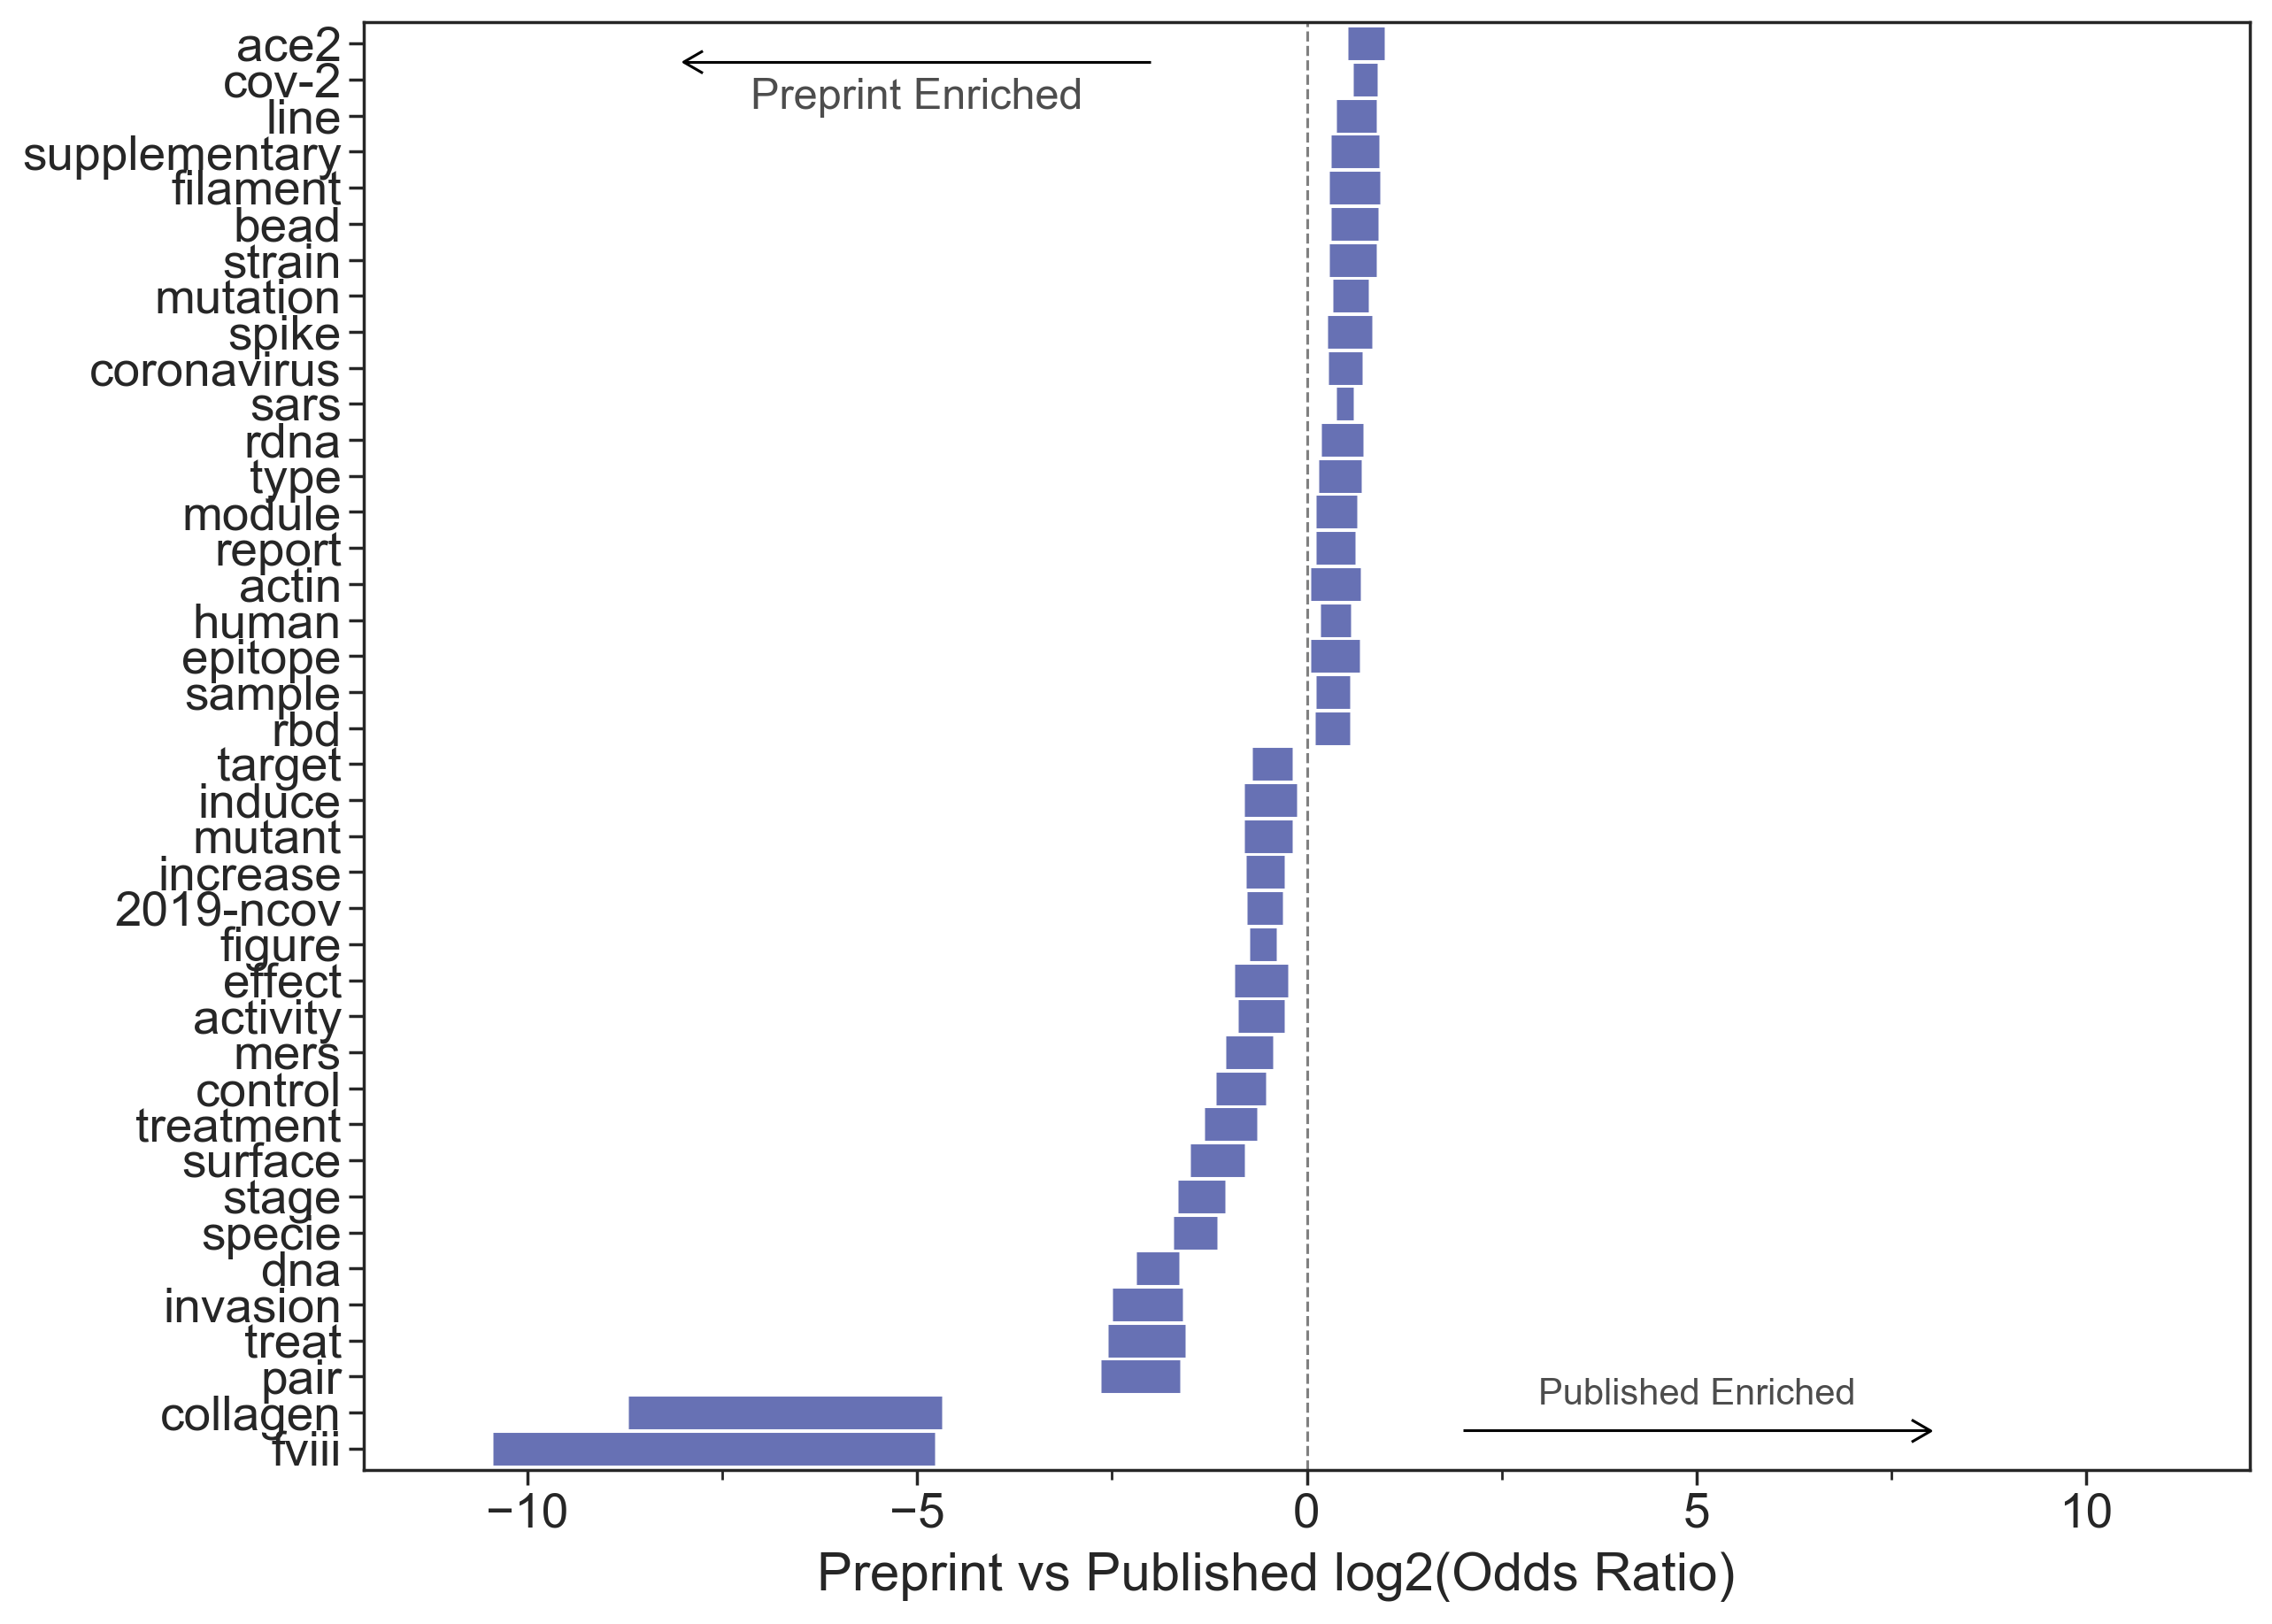 ace2
Preprint Enriched
cov-2
line
supplementary
filament
bead
strain
mutation
spike
coronavirus
sars
rdna
type
module
report
actin
human
epitope
sample
rbd
target
induce
mutant
increase
2019-ncov
figure
effect
activity
mers
control
treatment
surface
stage
specie
dna
invasion
treat
pair
Published Enriched
collagen
fviii
−10 −5 0 5 10
Preprint vs Published log2(Odds Ratio)